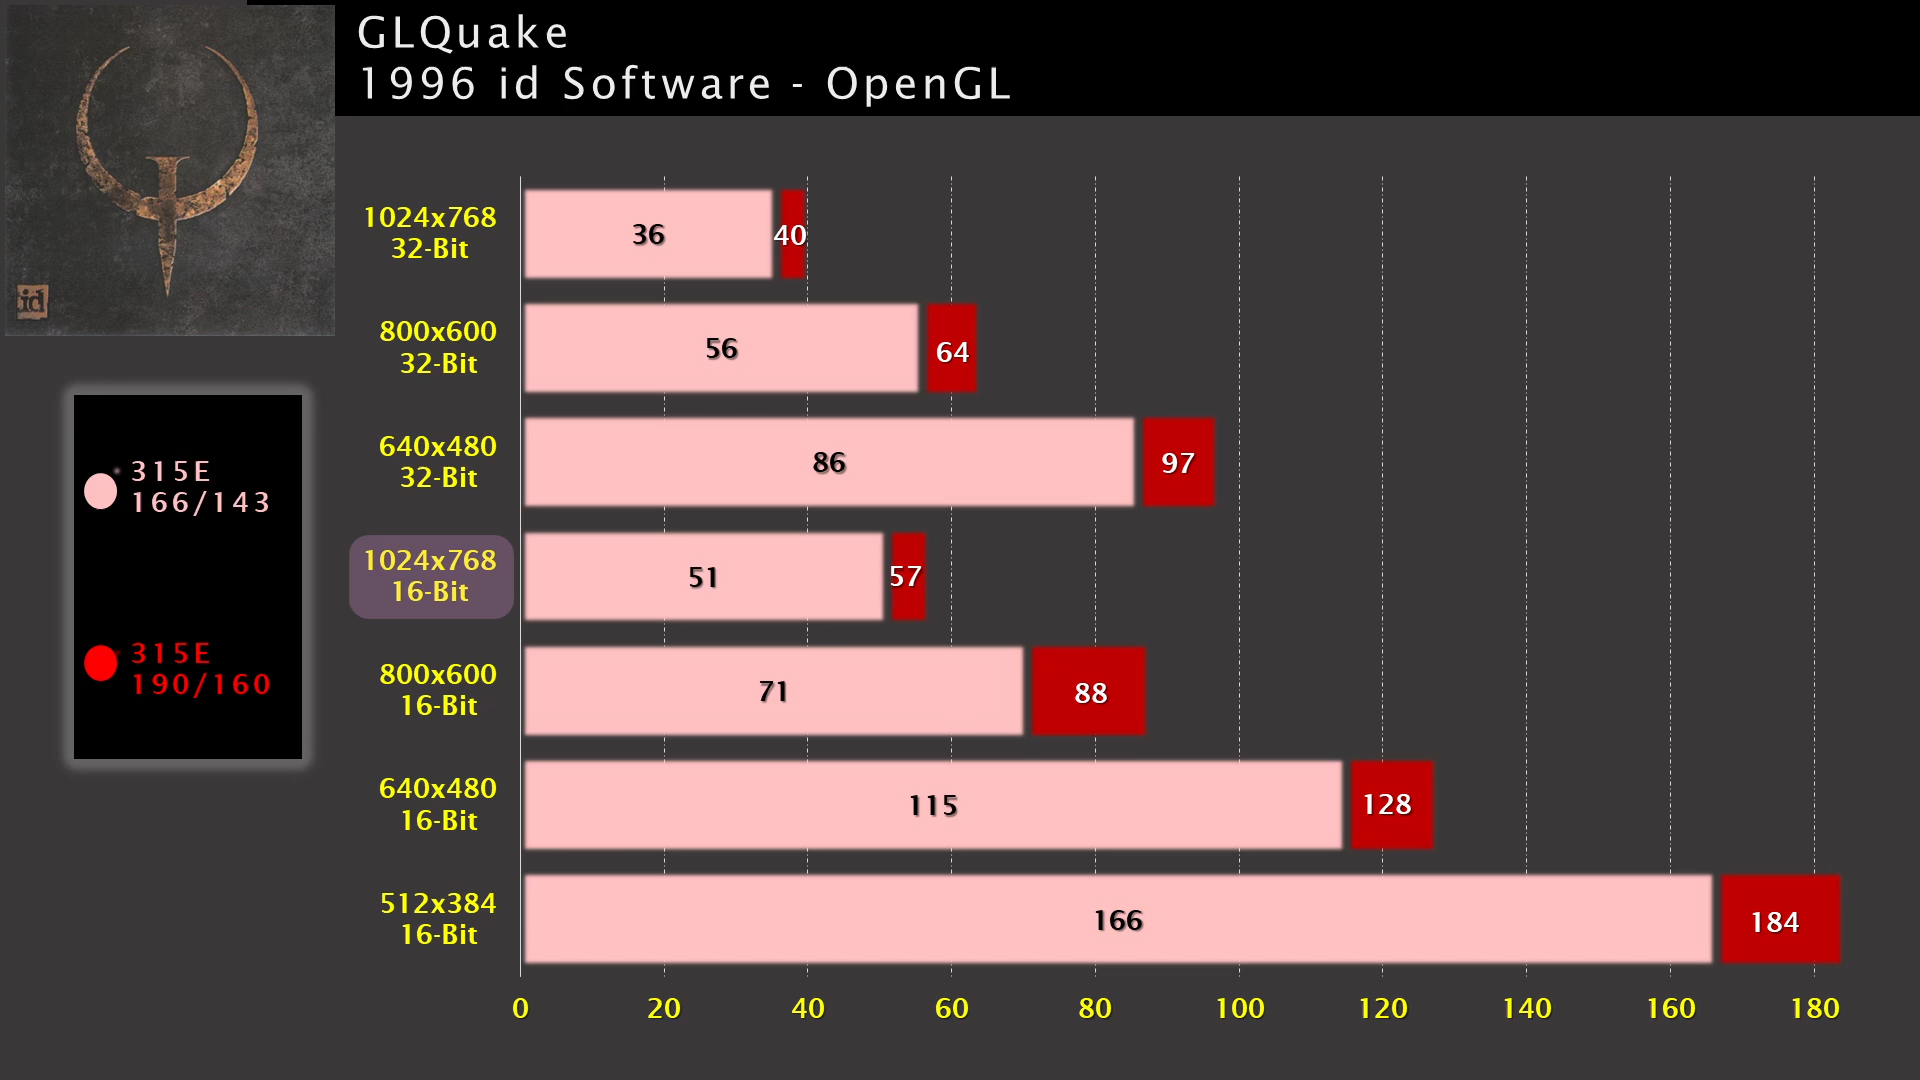 GLQuake
1996 id Software - OpenGL
id
315E
166/143
315E
190/160
1024x768
32-Bit
36
40
800x600
32-Bit
56
64
640x480
32-Bit
86
97
1024x768
16-Bit
51
57
800x600
16-Bit
71
88
640x480
16-Bit
115
128
512x384
16-Bit
166
184
0 20 40 60 80 100 120 140 160 180